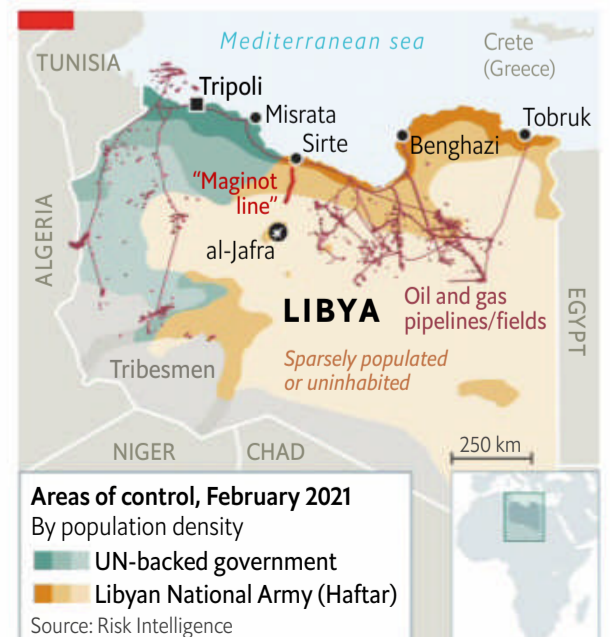 Mediterranean sea
Crete
(Greece)
TUNISIA
Tripoli
Misrata
Sirte
Benghazi
Tobruk
"Maginot
line"
ALGERIA
al-Jafra
LIBYA
Oil and gas
pipelines/fields
EGYPT
Sparsely populated
or uninhabited
Tribesmen
NIGER
CHAD
250 km
Areas of control, February 2021
By population density
UN-backed government
Libyan National Army (Haftar)
Source: Risk Intelligence